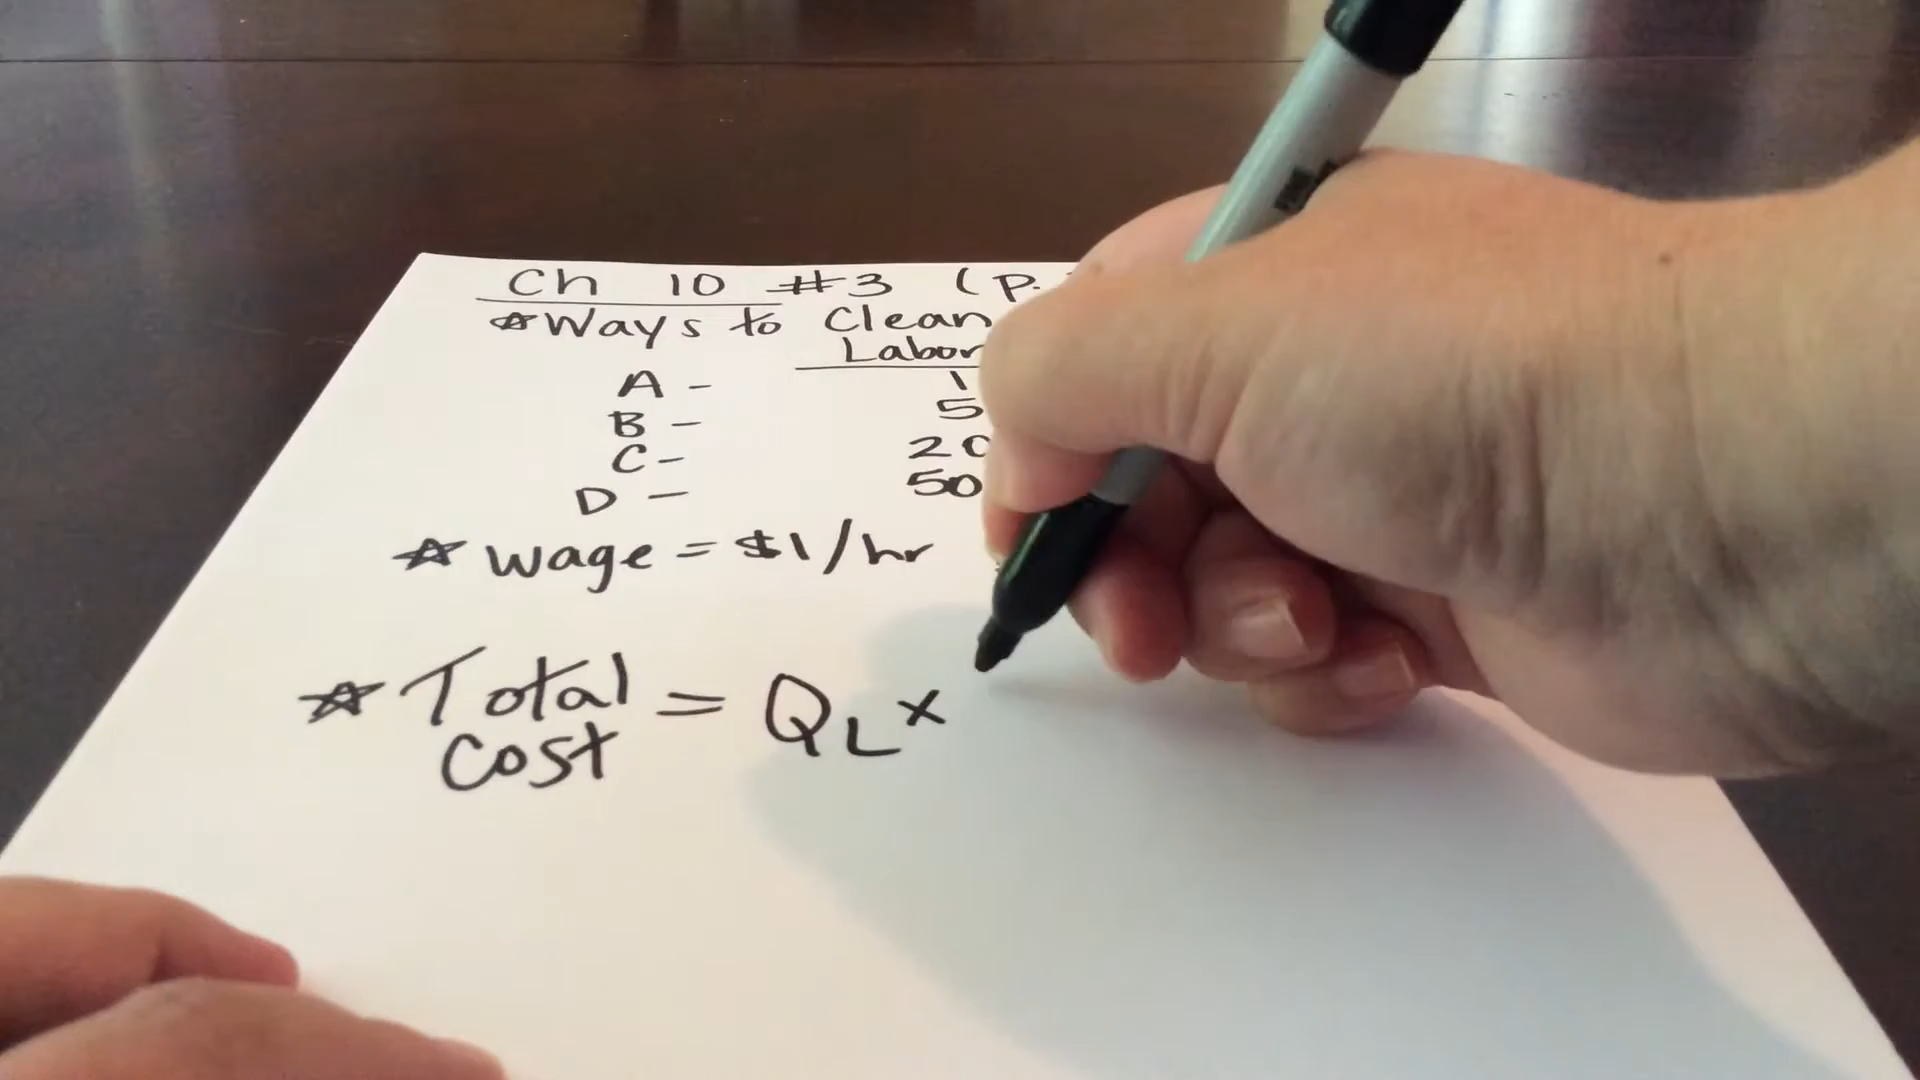 Ch 10 #3 (p.
☆Ways to Clean
Labor
A - 1
B - 5
C- 20
D - 50
☆ wage = $1/hr
☆ Total Cost = QL x